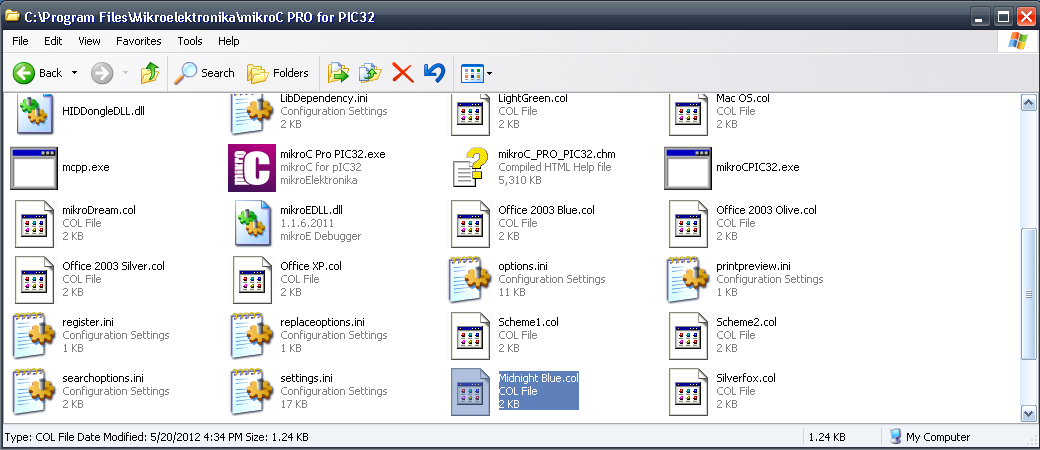 C:\Program Files\Mikroelektronika\mikroC PRO for PIC32
File Edit View Favorites Tools Help
Back Search Folders
HIDDongleDLL.dll
LibDependency.ini
Configuration Settings
2 KB
LightGreen.col
COL File
2 KB
Mac OS.col
COL File
2 KB
mcpp.exe
mikroC Pro PIC32.exe
mikroC for pIC32
mikroElektronika
mikroC_PRO_PIC32.chm
Compiled HTML Help file
5,310 KB
mikroCPIC32.exe
mikroDream.col
COL File
2 KB
mikroEDLL.dll
1.1.6.2011
mikroE Debugger
Office 2003 Blue.col
COL File
2 KB
Office 2003 Olive.col
COL File
2 KB
Office 2003 Silver.col
COL File
2 KB
Office XP.col
COL File
2 KB
options.ini
Configuration Settings
11 KB
printpreview.ini
Configuration Settings
1 KB
register.ini
Configuration Settings
1 KB
replaceoptions.ini
Configuration Settings
1 KB
Scheme1.col
COL File
2 KB
Scheme2.col
COL File
2 KB
searchoptions.ini
Configuration Settings
2 KB
settings.ini
Configuration Settings
17 KB
Midnight Blue.col
COL File
2 KB
Silverfox.col
COL File
2 KB
Type: COL File Date Modified: 5/20/2012 4:34 PM Size: 1.24 KB
1.24 KB
My Computer